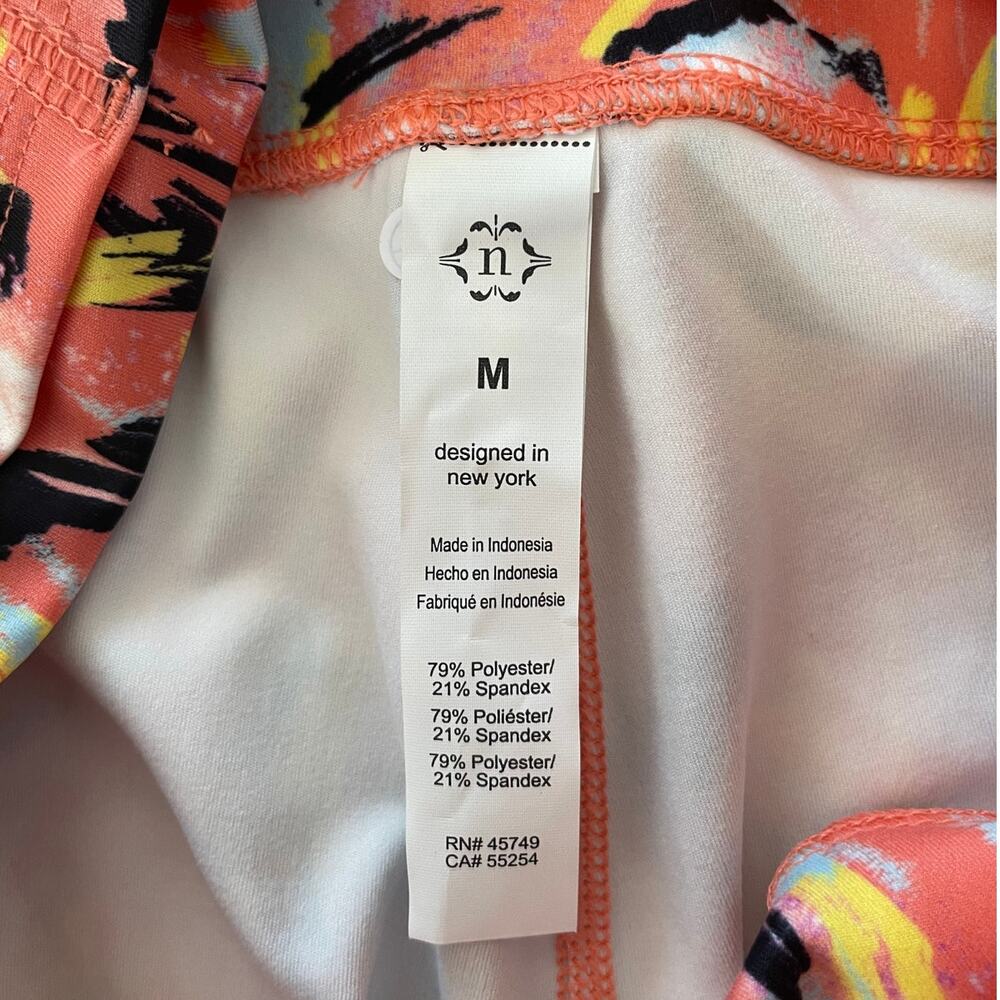 n
M
designed in
new york
Made in Indonesia
Hecho en Indonesia
Fabriqué en Indonésie
79% Polyester/
21% Spandex
79% Poliéster/
21% Spandex
79% Polyester/
21% Spandex
RN# 45749
CA# 55254